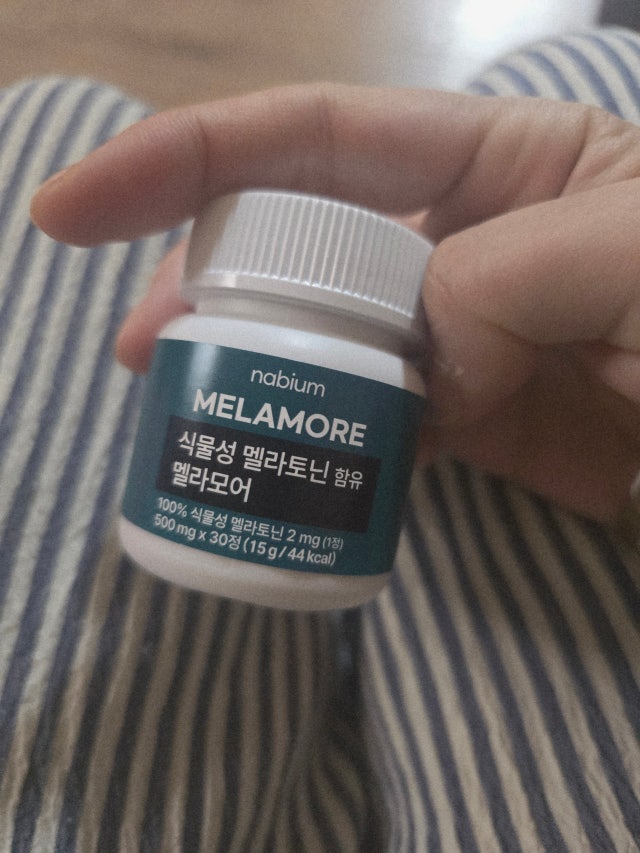 nabium
MELAMORE
식물성 멜라토닌 함유
멜라모어
100% 식물성 멜라토닌 2 mg (1정)
500 mg x 30정 (15 g / 44 kcal)